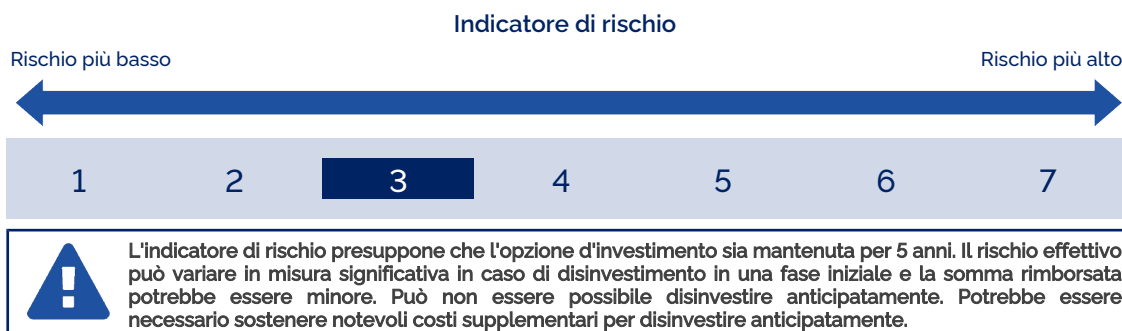 Indicatore di rischio
Rischio più basso Rischio più alto
1 2 3 4 5 6 7
L'indicatore di rischio presuppone che l'opzione d'investimento sia mantenuta per 5 anni. Il rischio effettivo
può variare in misura significativa in caso di disinvestimento in una fase iniziale e la somma rimborsata
potrebbe essere minore. Può non essere possibile disinvestire anticipatamente. Potrebbe essere
necessario sostenere notevoli costi supplementari per disinvestire anticipatamente.